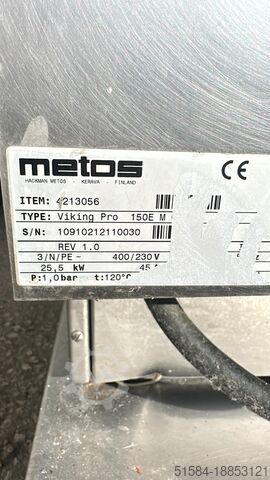 metos
HACKMAN METOS - KERAVA - FINLAND
CE
ITEM: 4213056
TYPE: Viking Pro 150E M
S/N: 10910212110030
REV 1.0
3/N/PE~ 400/230V
25,5 kW
P:1,0bar t:120°C
51584-18853121